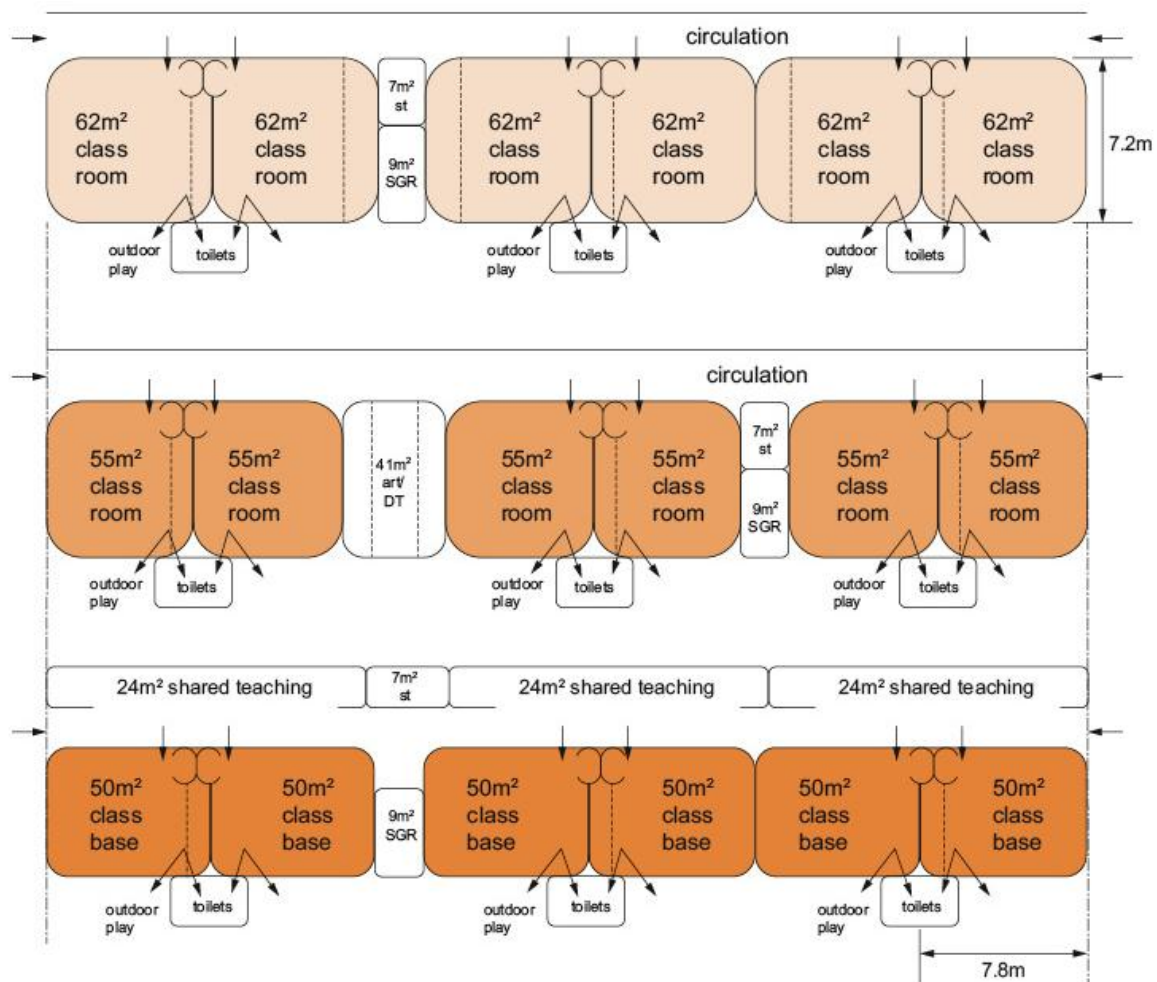 circulation
7m²
st
62m²
class
room
62m²
class
room
9m²
SGR
62m²
class
room
62m²
class
room
62m²
class
room
62m²
class
room
7.2m
outdoor
play
toilets
outdoor
play
toilets
outdoor
play
toilets
circulation
55m²
class
room
55m²
class
room
41m²
art/
DT
55m²
class
room
55m²
class
room
7m²
st
9m²
SGR
55m²
class
room
55m²
class
room
outdoor
play
toilets
outdoor
play
toilets
outdoor
play
toilets
24m² shared teaching
7m²
st
24m² shared teaching
24m² shared teaching
50m²
class
base
50m²
class
base
9m²
SGR
50m²
class
base
50m²
class
base
50m²
class
base
50m²
class
base
outdoor
play
toilets
outdoor
play
toilets
outdoor
play
toilets
7.8m